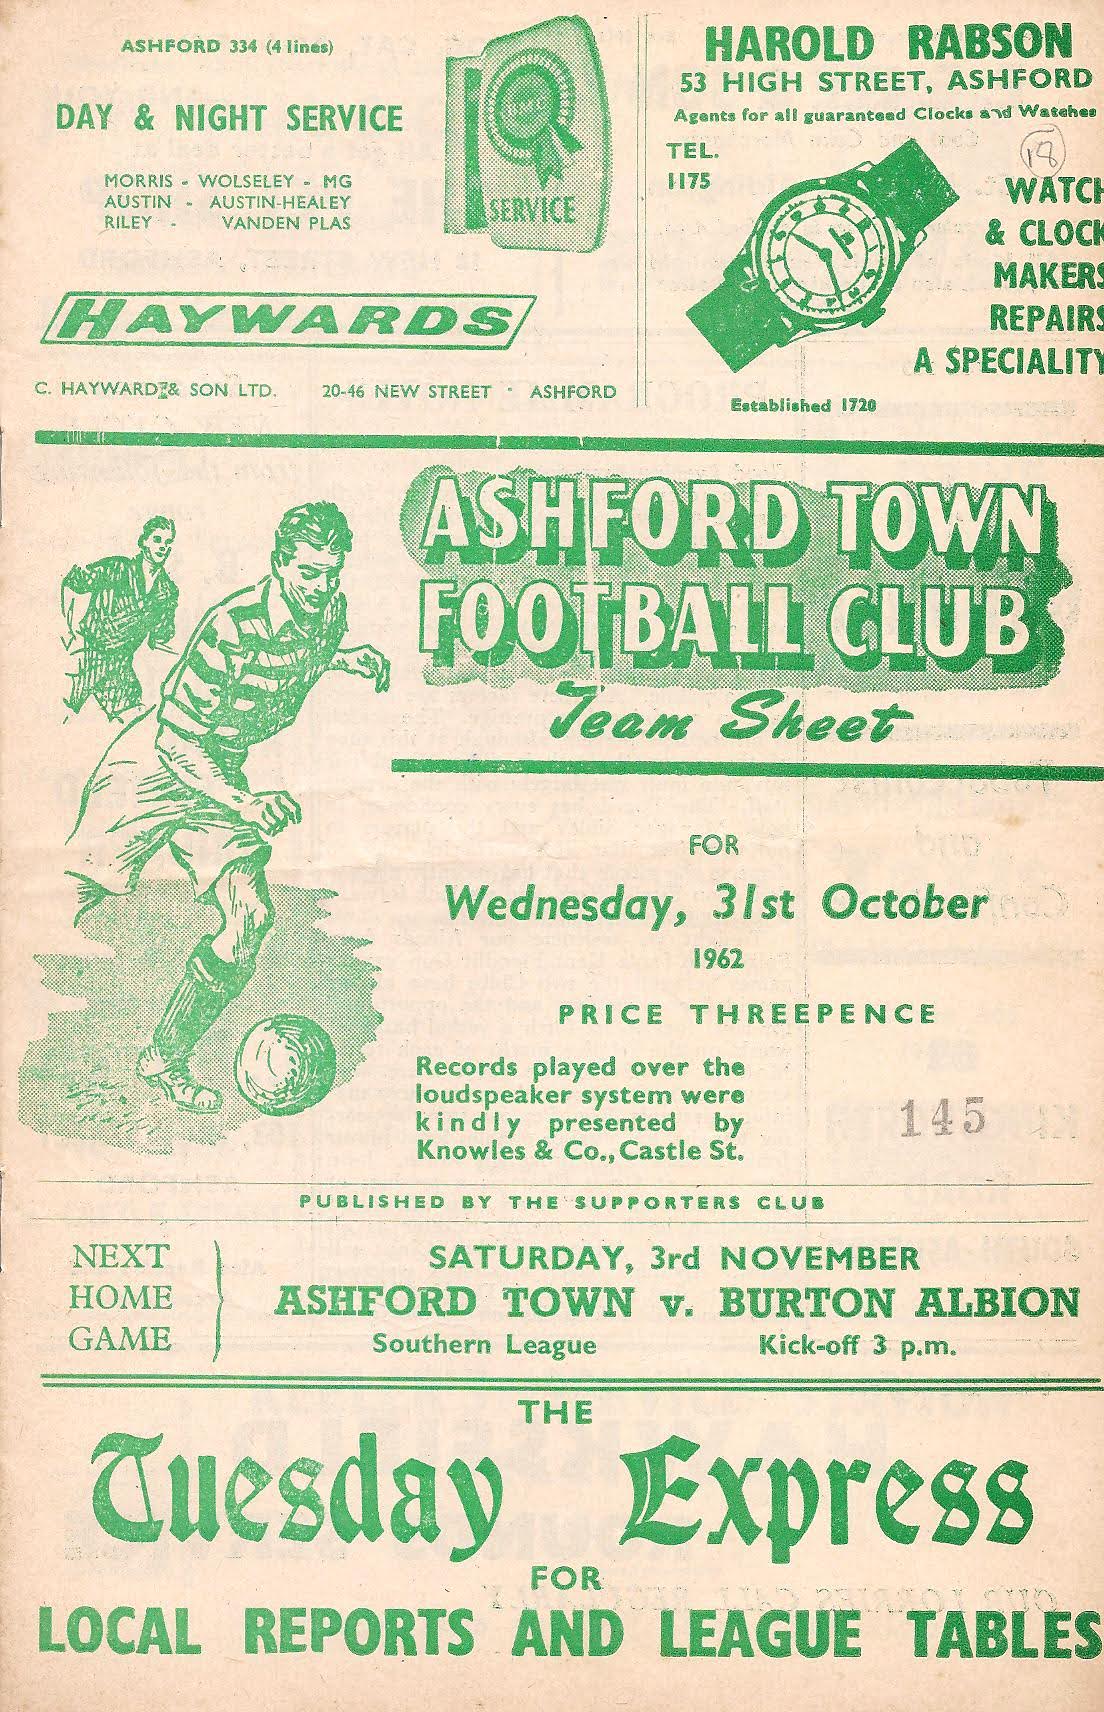 ASHFORD 334 (4 lines)
DAY & NIGHT SERVICE
MORRIS - WOLSELEY - MG
AUSTIN - AUSTIN-HEALEY
RILEY - VANDEN PLAS
BMC
SERVICE
HAYWARDS
C. HAYWARD & SON LTD. 20-46 NEW STREET - ASHFORD
HAROLD RABSON
53 HIGH STREET, ASHFORD
Agents for all guaranteed Clocks and Watches
TEL.
1175
18
WATCH
& CLOCK
MAKERS
REPAIRS
A SPECIALITY
Established 1720
ASHFORD TOWN
FOOTBALL CLUB
Team Sheet
FOR
Wednesday, 31st October
1962
PRICE THREEPENCE
Records played over the
loudspeaker system were
kindly presented by
Knowles & Co., Castle St.
145
PUBLISHED BY THE SUPPORTERS CLUB
NEXT
HOME
GAME
SATURDAY, 3rd NOVEMBER
ASHFORD TOWN v. BURTON ALBION
Southern League Kick-off 3 p.m.
THE
Tuesday Express
FOR
LOCAL REPORTS AND LEAGUE TABLES